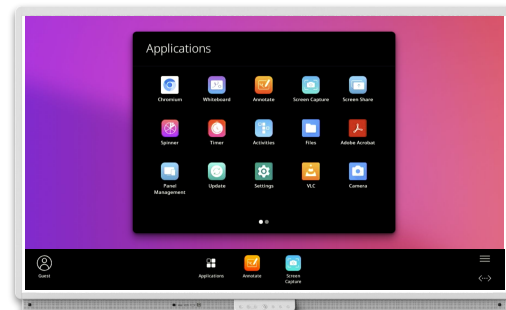 Applications
Chromium
Whiteboard
Annotate
Screen Capture
Screen Share
Spinner
Timer
Activities
Files
Adobe Acrobat
Panel
Management
Update
Settings
VLC
Camera
Guest
Applications
Annotate
Screen
Capture